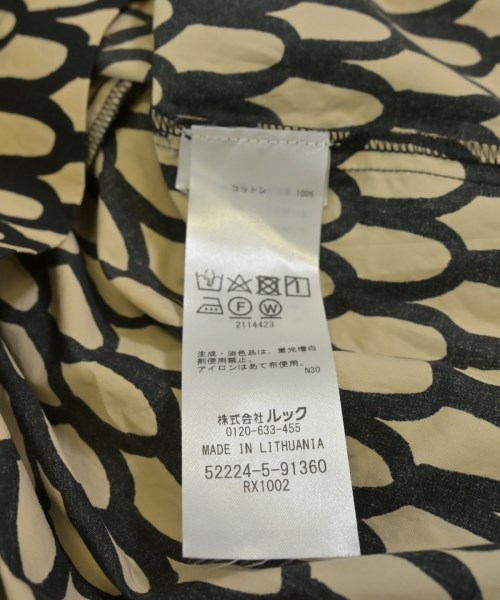 コットン 100%
F W
2114423
生成・淡色品は、蛍光増白
剤使用禁止。
アイロンはあて布使用。 N30
株式会社 ルック
0120-633-455
MADE IN LITHUANIA
52224-5-91360
RX1002